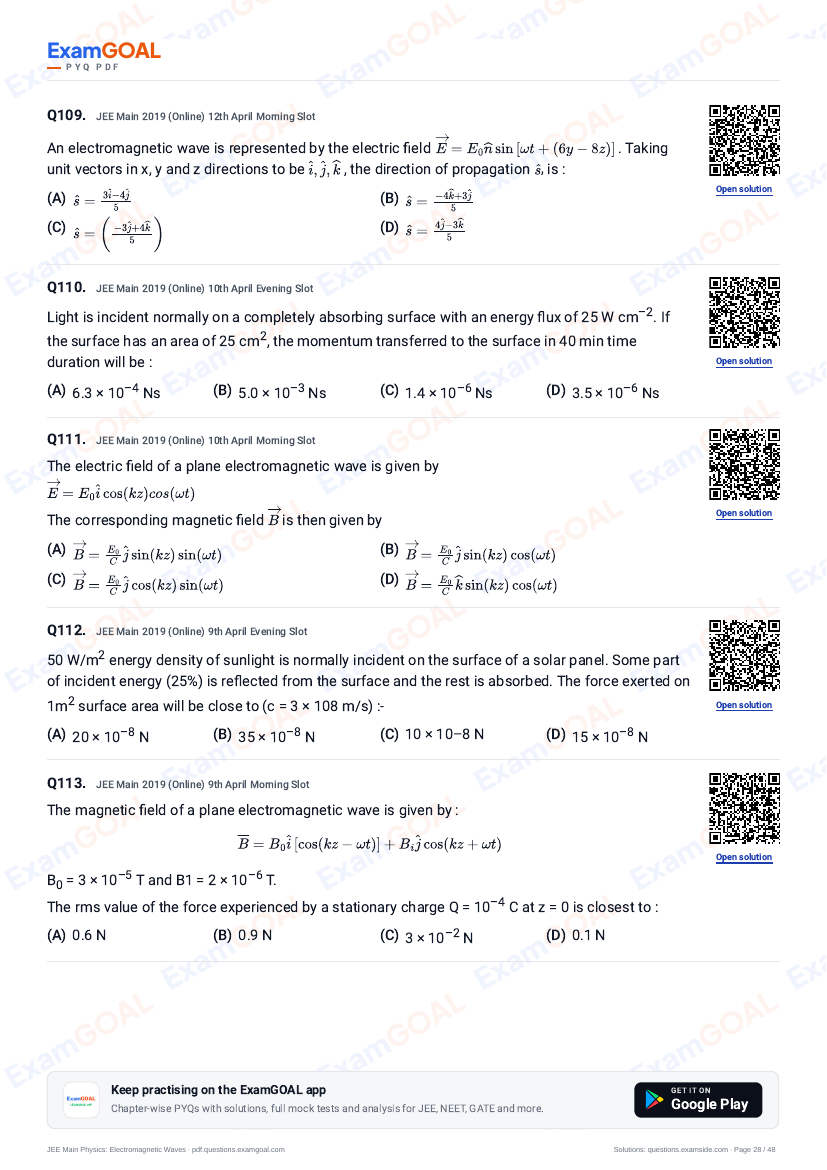 ExamGOAL
PYQ PDF
Q109. JEE Main 2019 (Online) 12th April Morning Slot
An electromagnetic wave is represented by the electric field $\overrightarrow{E} = E_0 \widehat{n} \sin [\omega t + (6y - 8z)]$. Taking
unit vectors in x, y and z directions to be $\hat{i}, \hat{j}, \widehat{k}$, the direction of propagation $\hat{s}$, is :
(A) $\hat{s} = \frac{3\hat{i}-4\hat{j}}{5}$ (B) $\hat{s} = \frac{-4\widehat{k}+3\hat{j}}{5}$
(C) $\hat{s} = \left(\frac{-3\hat{j}+4\widehat{k}}{5}\right)$ (D) $\hat{s} = \frac{4\hat{j}-3\widehat{k}}{5}$
Open solution
Q110. JEE Main 2019 (Online) 10th April Evening Slot
Light is incident normally on a completely absorbing surface with an energy flux of 25 W cm⁻². If
the surface has an area of 25 cm², the momentum transferred to the surface in 40 min time
duration will be :
(A) 6.3 × 10⁻⁴ Ns (B) 5.0 × 10⁻³ Ns (C) 1.4 × 10⁻⁶ Ns (D) 3.5 × 10⁻⁶ Ns
Open solution
Q111. JEE Main 2019 (Online) 10th April Morning Slot
The electric field of a plane electromagnetic wave is given by
$\overrightarrow{E} = E_0 \hat{i} \cos(kz) cos(\omega t)$
The corresponding magnetic field $\overrightarrow{B}$ is then given by
(A) $\overrightarrow{B} = \frac{E_0}{C} \hat{j} \sin(kz) \sin(\omega t)$ (B) $\overrightarrow{B} = \frac{E_0}{C} \hat{j} \sin(kz) \cos(\omega t)$
(C) $\overrightarrow{B} = \frac{E_0}{C} \hat{j} \cos(kz) \sin(\omega t)$ (D) $\overrightarrow{B} = \frac{E_0}{C} \widehat{k} \sin(kz) \cos(\omega t)$
Open solution
Q112. JEE Main 2019 (Online) 9th April Evening Slot
50 W/m² energy density of sunlight is normally incident on the surface of a solar panel. Some part
of incident energy (25%) is reflected from the surface and the rest is absorbed. The force exerted on
1m² surface area will be close to (c = 3 × 108 m/s) :-
(A) 20 × 10⁻⁸ N (B) 35 × 10⁻⁸ N (C) 10 × 10−8 N (D) 15 × 10⁻⁸ N
Open solution
Q113. JEE Main 2019 (Online) 9th April Morning Slot
The magnetic field of a plane electromagnetic wave is given by :
$\overline{B} = B_0 \hat{i} [\cos(kz - \omega t)] + B_i \hat{j} \cos(kz + \omega t)$
B₀ = 3 × 10⁻⁵ T and B1 = 2 × 10⁻⁶ T.
The rms value of the force experienced by a stationary charge Q = 10⁻⁴ C at z = 0 is closest to :
(A) 0.6 N (B) 0.9 N (C) 3 × 10⁻² N (D) 0.1 N
Open solution
ExamGOAL
Keep practising on the ExamGOAL app
Chapter-wise PYQs with solutions, full mock tests and analysis for JEE, NEET, GATE and more.
GET IT ON
Google Play
JEE Main Physics: Electromagnetic Waves · pdf.questions.examgoal.com Solutions: questions.examside.com · Page 28 / 48